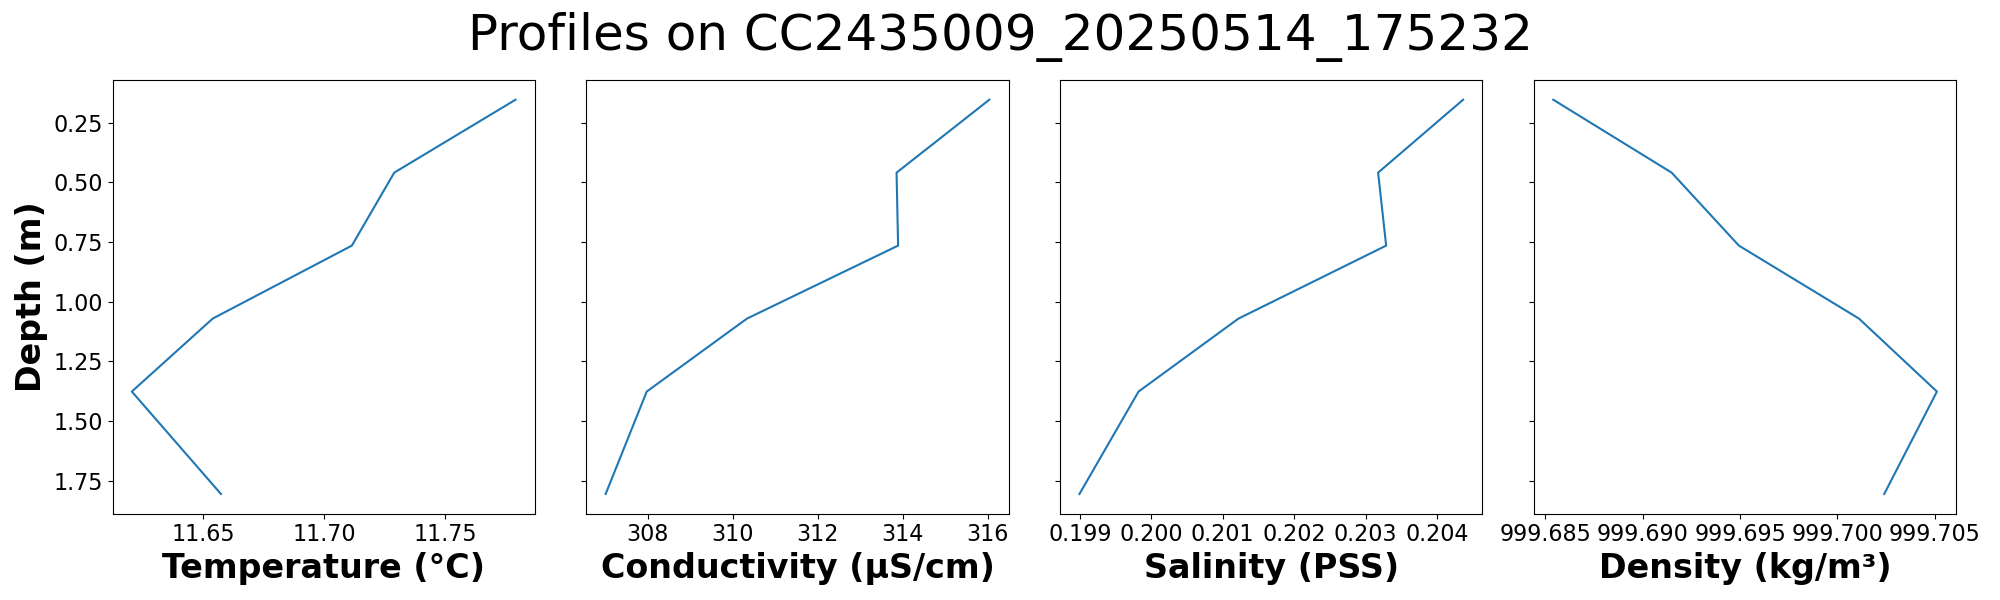 Profiles on CC2435009_20250514_175232
Depth (m)
0.25
0.50
0.75
1.00
1.25
1.50
1.75
11.65 11.70 11.75
Temperature (°C)
308 310 312 314 316
Conductivity (µS/cm)
0.199 0.200 0.201 0.202 0.203 0.204
Salinity (PSS)
999.685 999.690 999.695 999.700 999.705
Density (kg/m³)